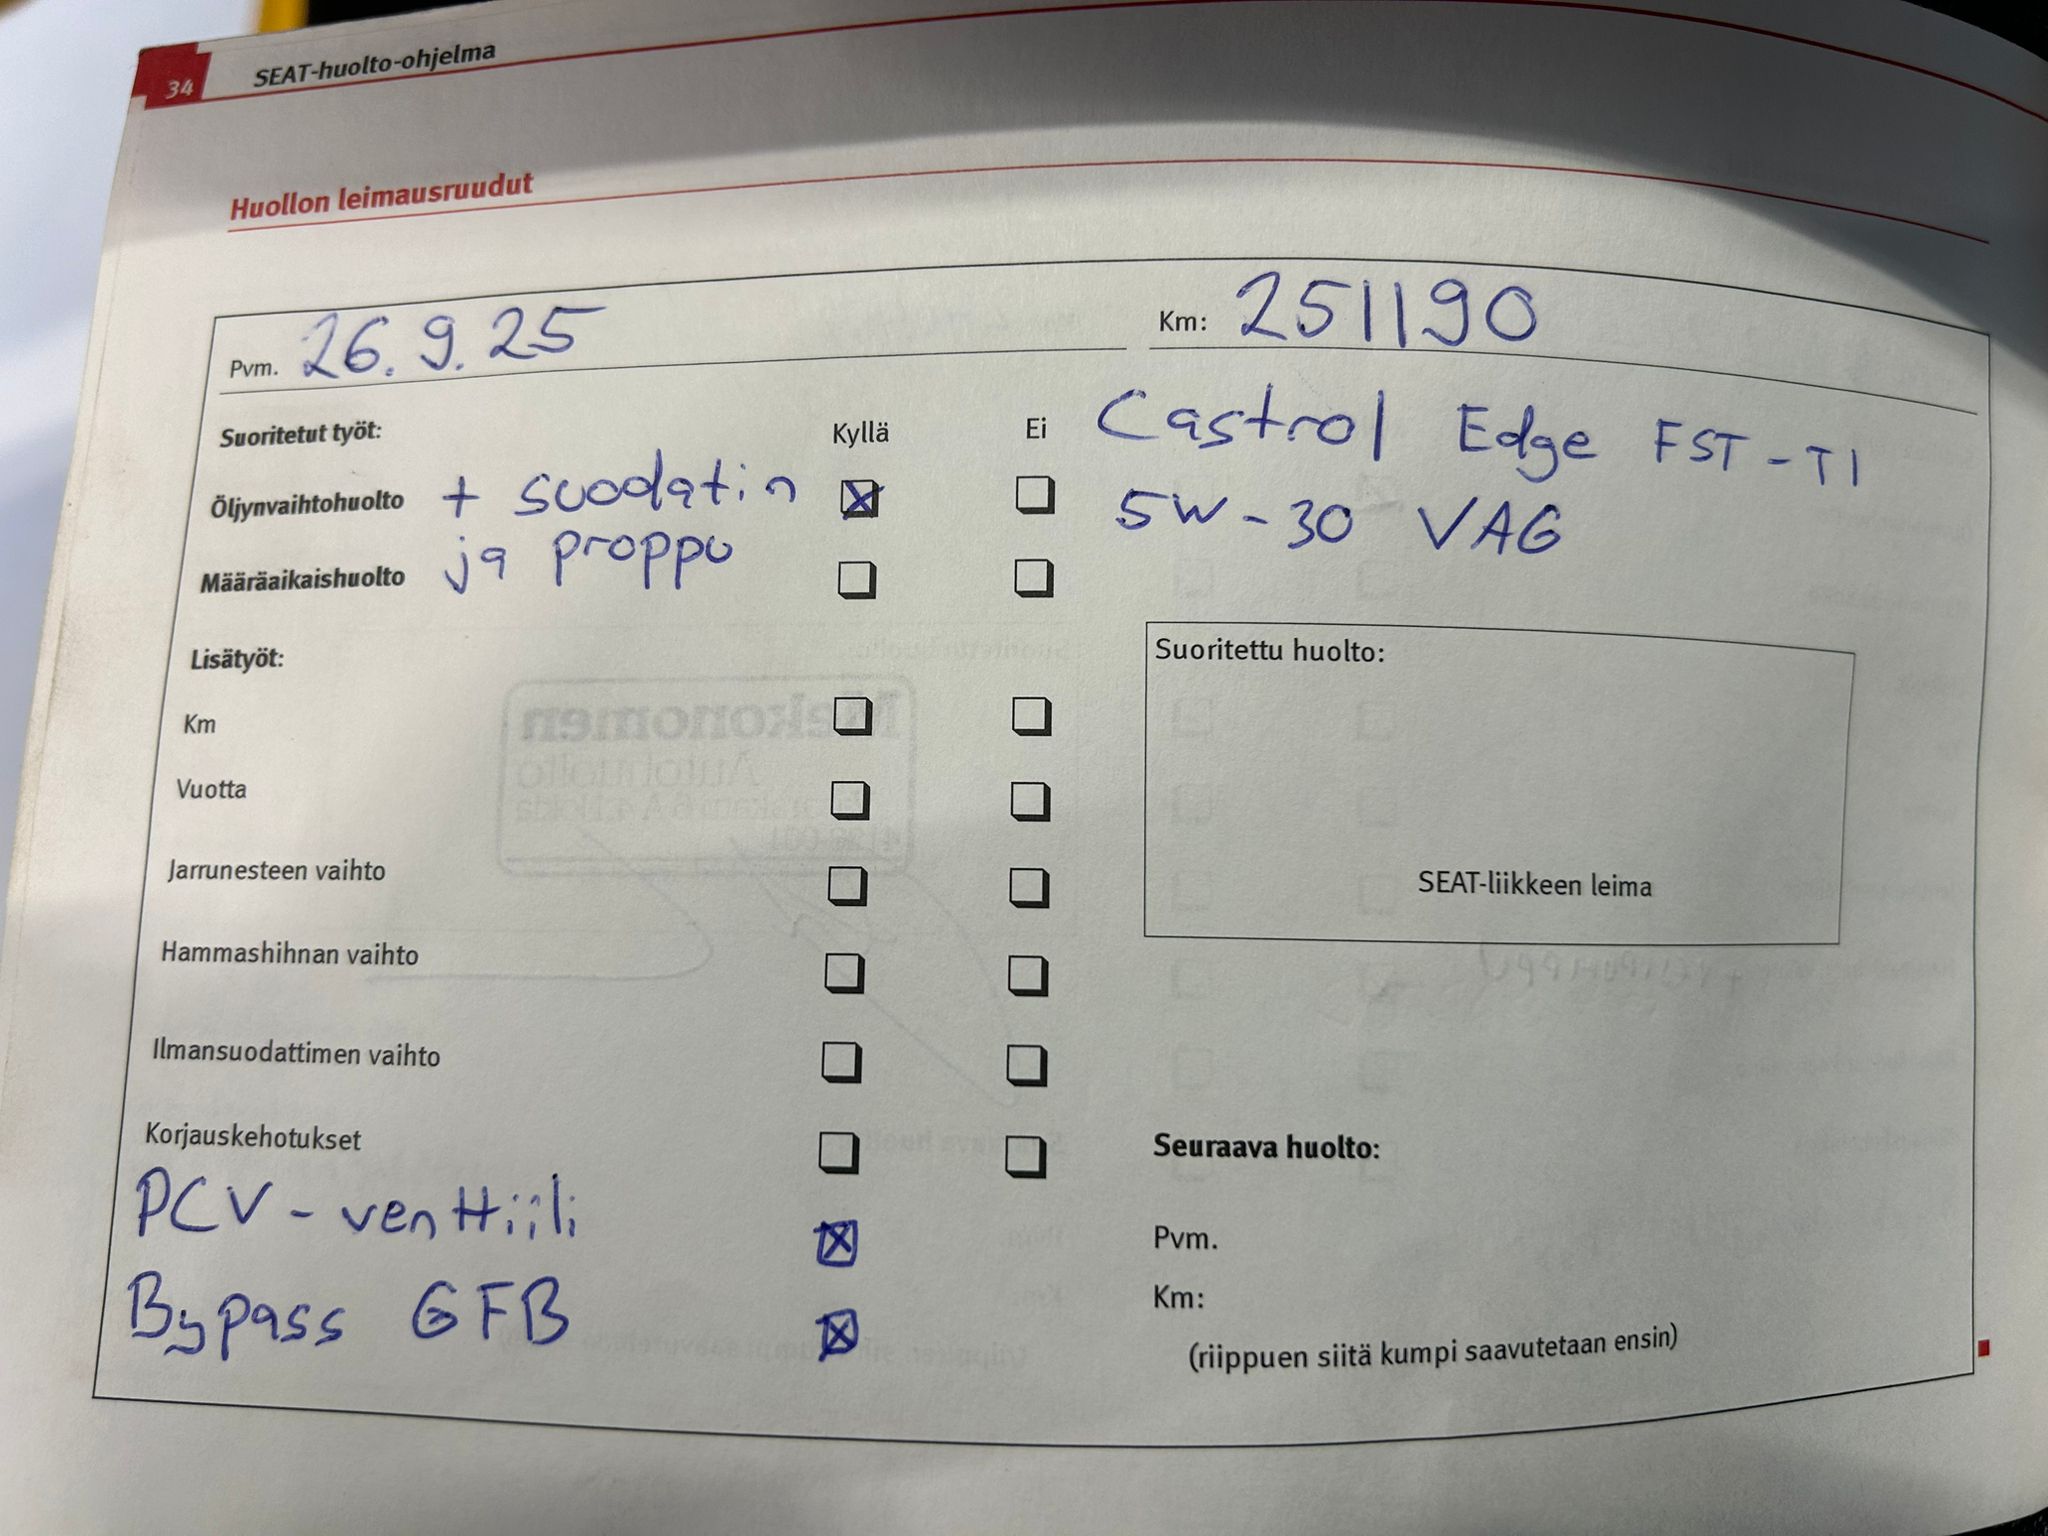 34 SEAT-huolto-ohjelma
Huollon leimausruudut
Pvm. 26.9.25 Km: 251190
Suoritetut työt: Kyllä Ei Castrol Edge FST-TI
Öljynvaihtohuolto + suodatin 5W-30 VAG
Määräaikaishuolto ja proppu
Lisätyöt:
Suoritettu huolto:
Km
Vuotta
Jarrunesteen vaihto
SEAT-liikkeen leima
Hammashihnan vaihto
Ilmansuodattimen vaihto
Korjauskehotukset
Seuraava huolto:
PCV-venttiili
Pvm.
Bypass GFB
Km:
(riippuen siitä kumpi saavutetaan ensin)